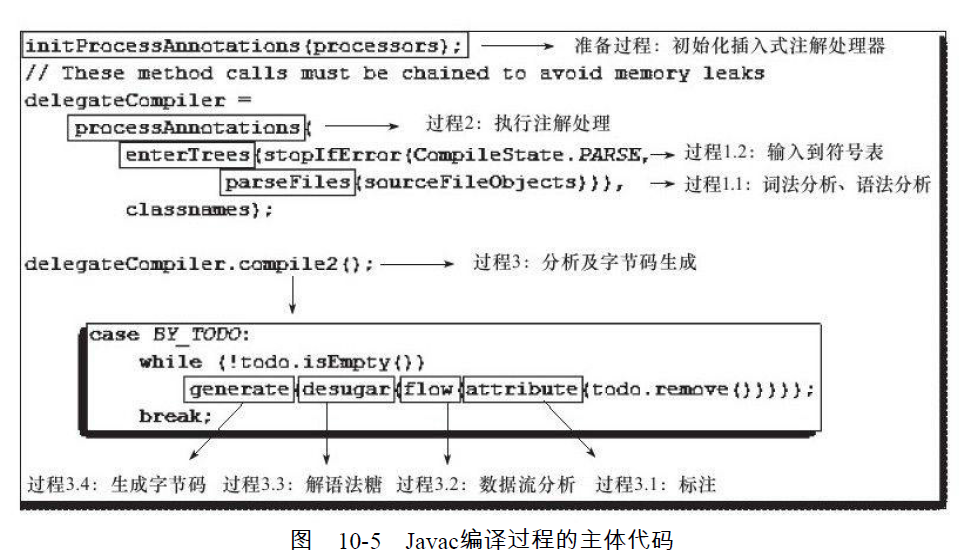 initProcessAnnotations(processors); 准备过程：初始化插入式注解处理器
// These method calls must be chained to avoid memory leaks
delegateCompiler =
processAnnotations( 过程2：执行注解处理
enterTrees(stopIfError(CompileState.PARSE, 过程1.2：输入到符号表
parseFiles(sourceFileObjects))), 过程1.1：词法分析、语法分析
classnames);
delegateCompiler.compile2(); 过程3：分析及字节码生成
case BY_TODO:
while (!todo.isEmpty())
generate(desugar(flow(attribute(todo.remove()))));
break;
过程3.4：生成字节码 过程3.3：解语法糖 过程3.2：数据流分析 过程3.1：标注
图 10-5 Javac编译过程的主体代码